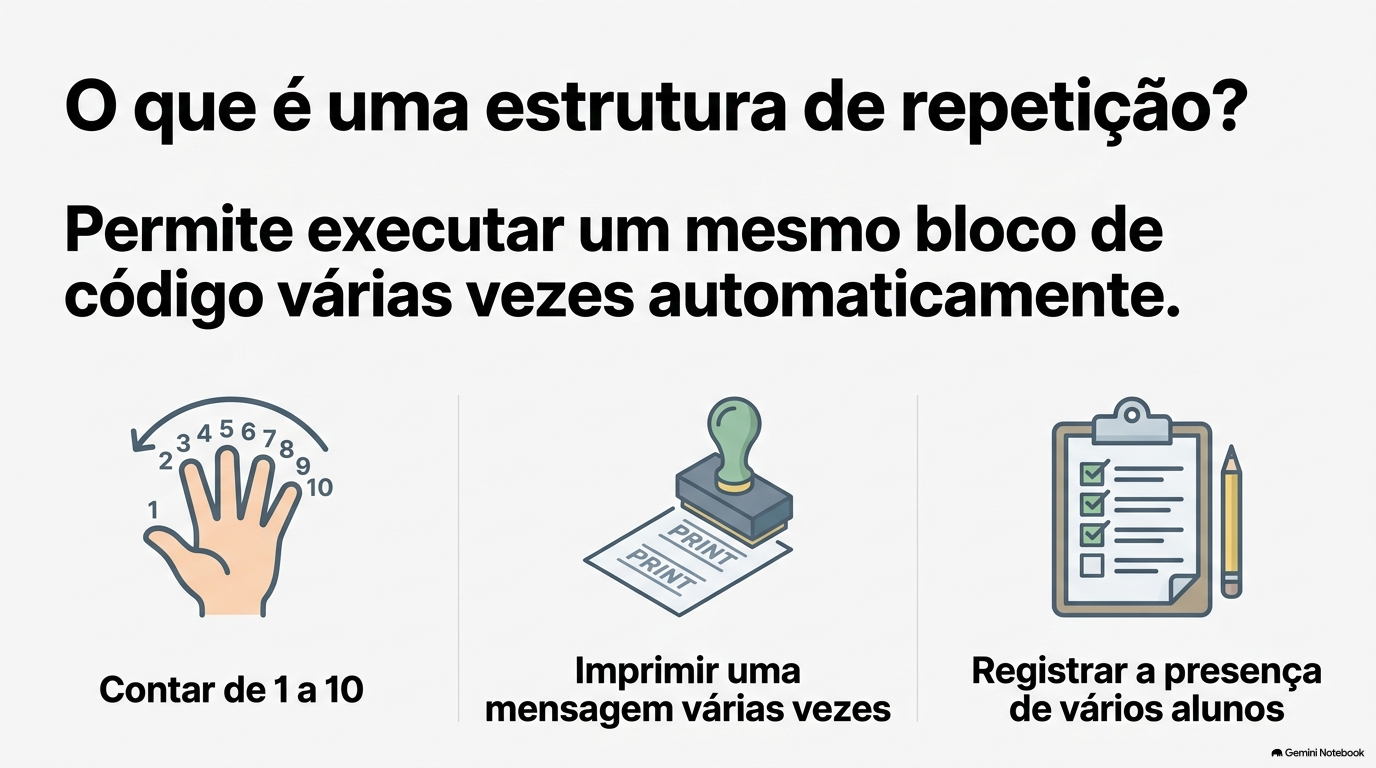 O que é uma estrutura de repetição?
Permite executar um mesmo bloco de
código várias vezes automaticamente.
1 2 3 4 5 6 7 8 9 10
Contar de 1 a 10
PRINT
PRINT
Imprimir uma
mensagem várias vezes
Registrar a presença
de vários alunos
Gemini Notebook